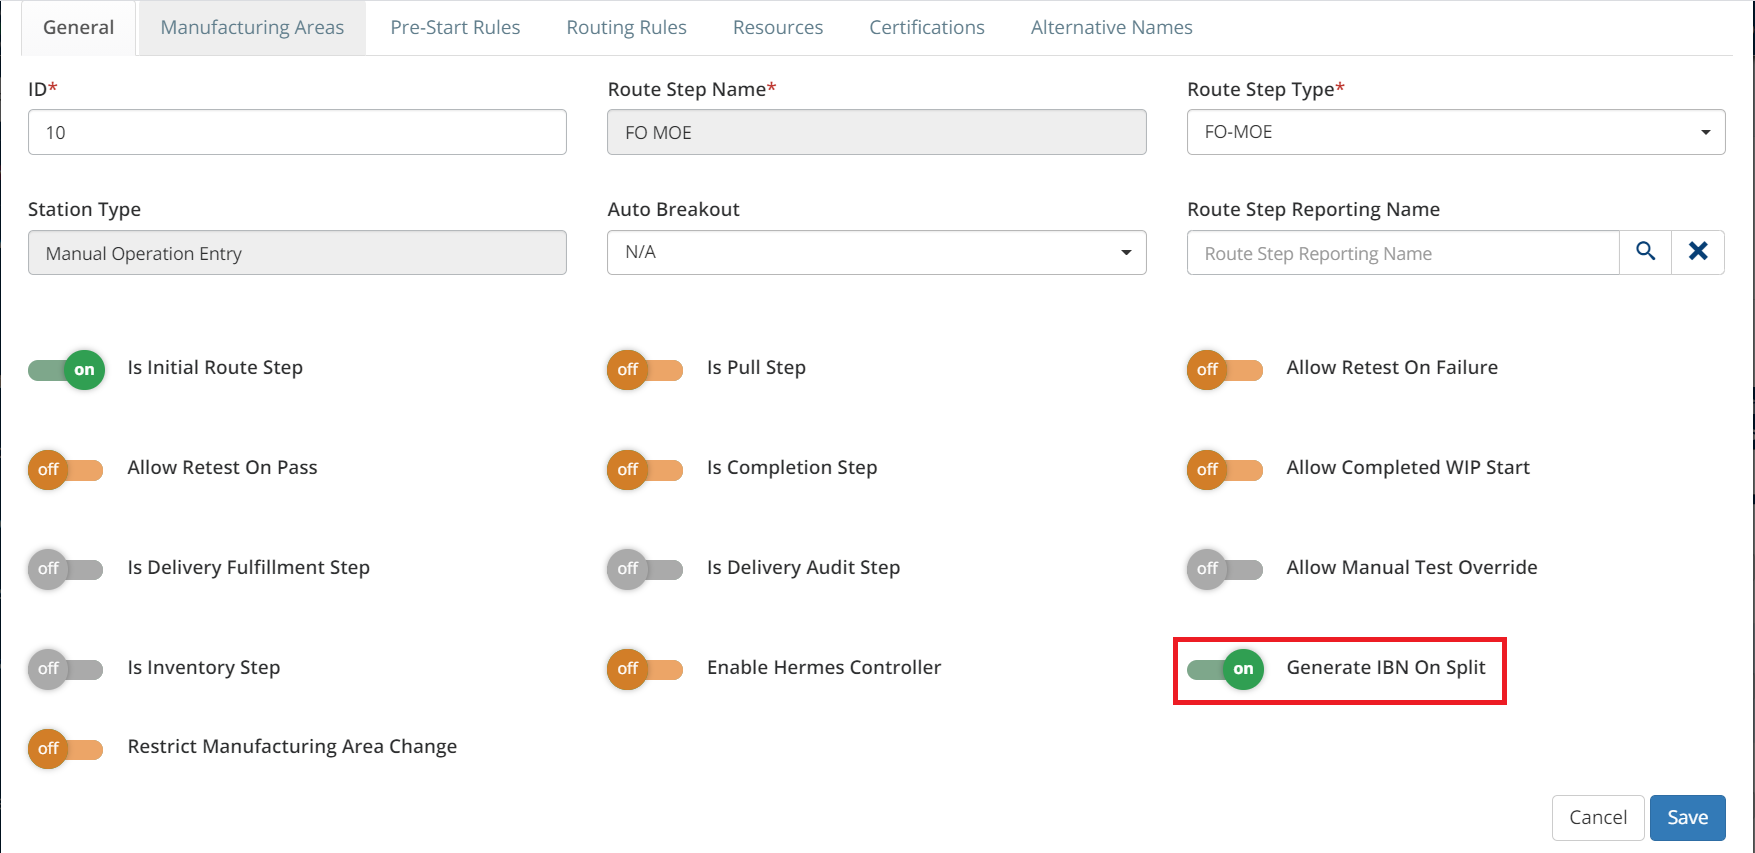 General Manufacturing Areas Pre-Start Rules Routing Rules Resources Certifications Alternative Names
ID* Route Step Name* Route Step Type*
10 FO MOE FO-MOE
Station Type Auto Breakout Route Step Reporting Name
Manual Operation Entry N/A Route Step Reporting Name
on Is Initial Route Step off Is Pull Step off Allow Retest On Failure
off Allow Retest On Pass off Is Completion Step off Allow Completed WIP Start
off Is Delivery Fulfillment Step off Is Delivery Audit Step off Allow Manual Test Override
off Is Inventory Step off Enable Hermes Controller on Generate IBN On Split
off Restrict Manufacturing Area Change
Cancel Save